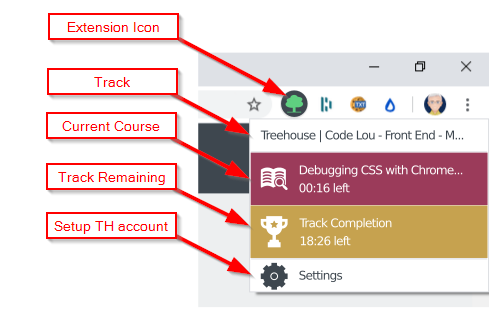 Extension Icon
Track
Treehouse | Code Lou - Front End - M...
Current Course
Debugging CSS with Chrome...
00:16 left
Track Remaining
Track Completion
18:26 left
Setup TH account
Settings